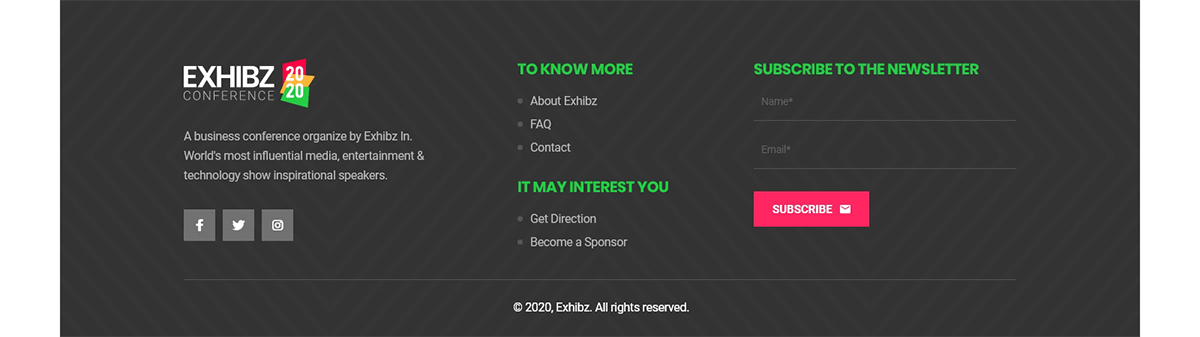 EXHIBZ 20
CONFERENCE 20
A business conference organize by Exhibz In.
World's most influential media, entertainment &
technology show inspirational speakers.
TO KNOW MORE
About Exhibz
FAQ
Contact
IT MAY INTEREST YOU
Get Direction
Become a Sponsor
SUBSCRIBE TO THE NEWSLETTER
Name*
Email*
SUBSCRIBE
© 2020, Exhibz. All rights reserved.